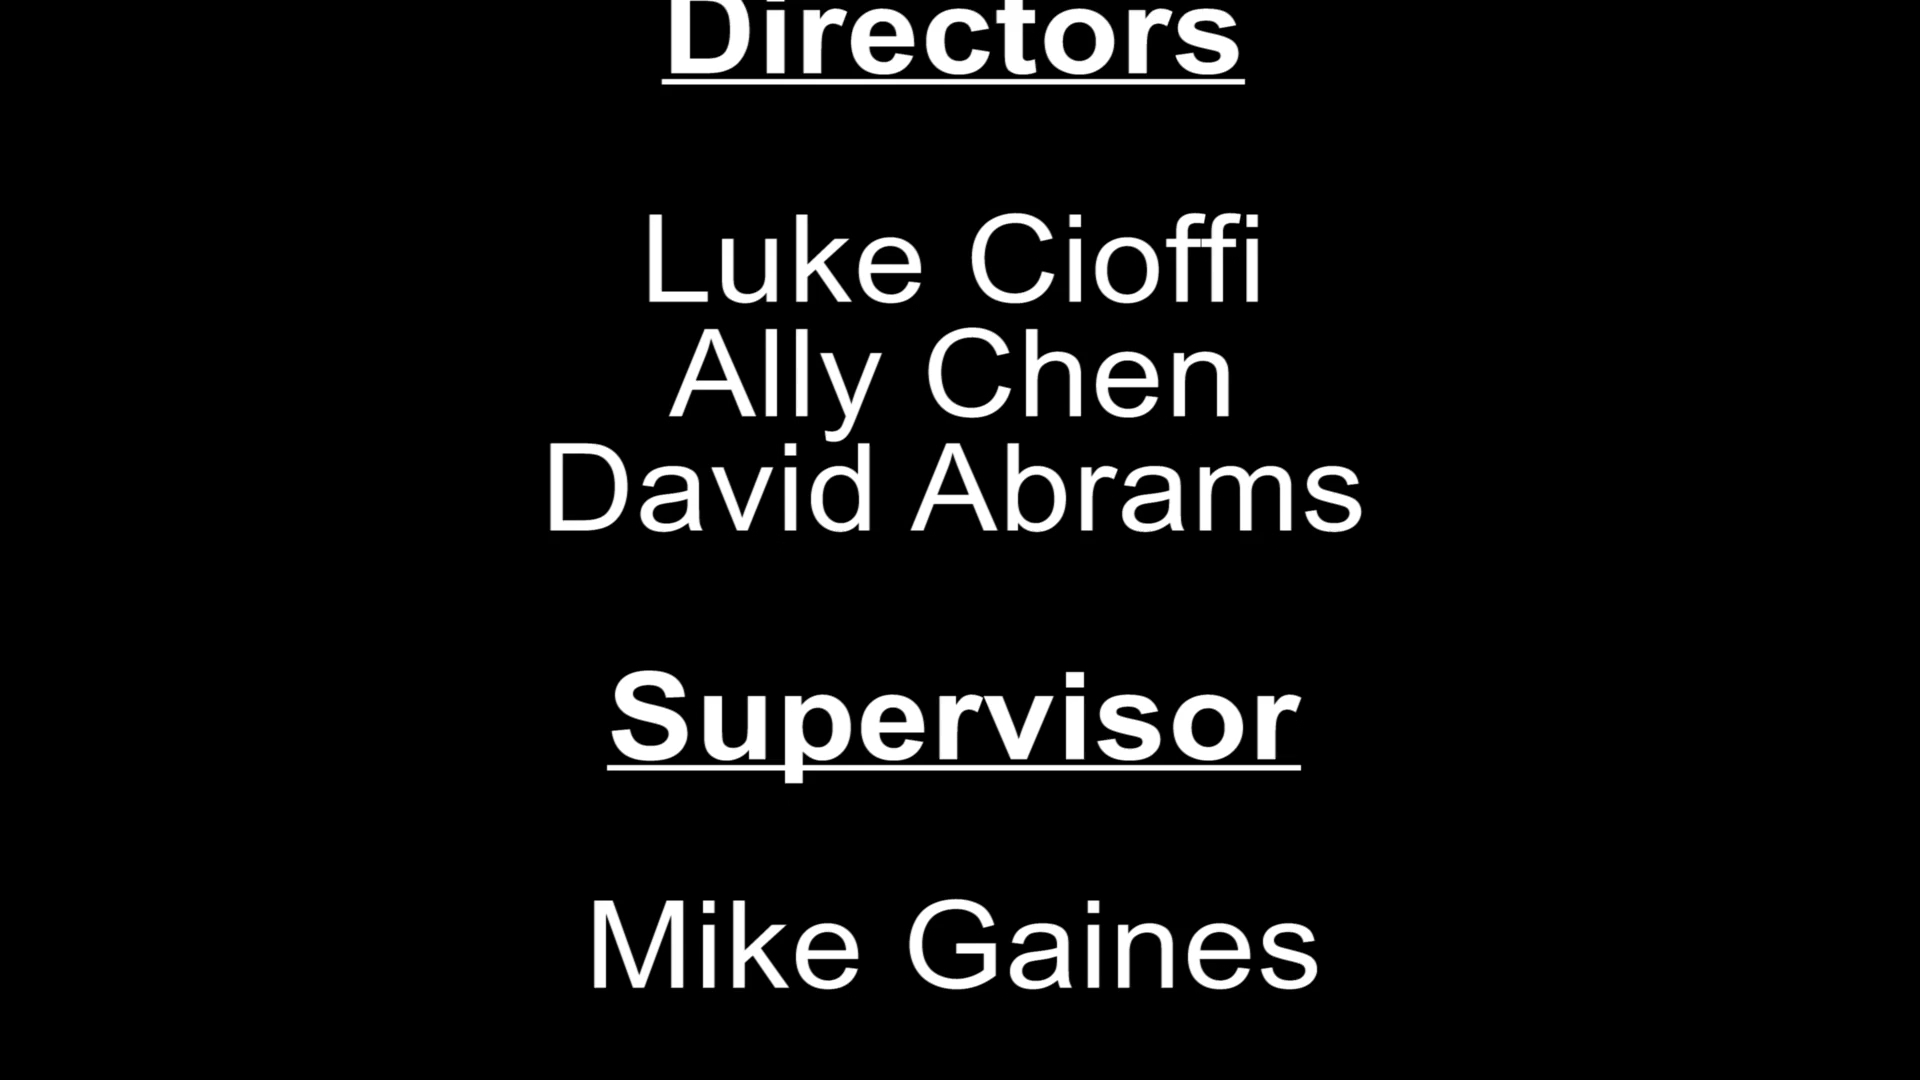 Directors
Luke Cioffi
Ally Chen
David Abrams
Supervisor
Mike Gaines